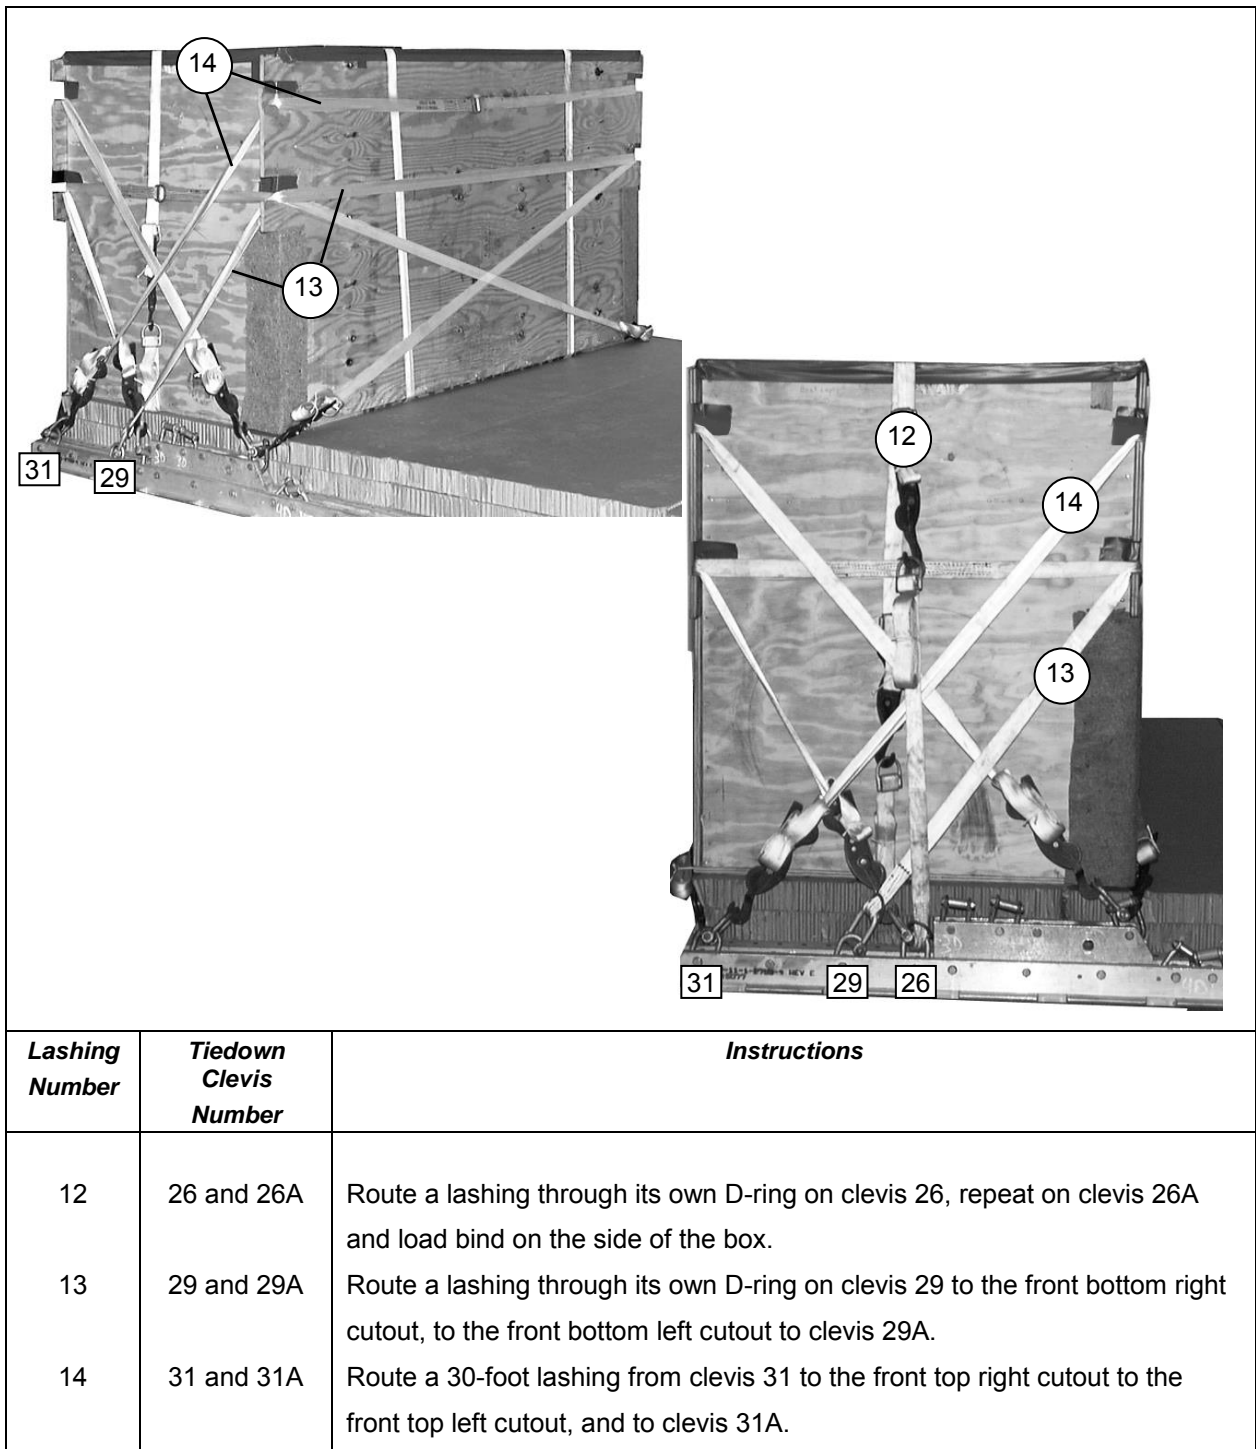 14
13
31
29
12
14
13
31
29
26
Lashing Number
Tiedown Clevis Number
Instructions
12
26 and 26A
Route a lashing through its own D-ring on clevis 26, repeat on clevis 26A
and load bind on the side of the box.
13
29 and 29A
Route a lashing through its own D-ring on clevis 29 to the front bottom right
cutout, to the front bottom left cutout to clevis 29A.
14
31 and 31A
Route a 30-foot lashing from clevis 31 to the front top right cutout to the
front top left cutout, and to clevis 31A.